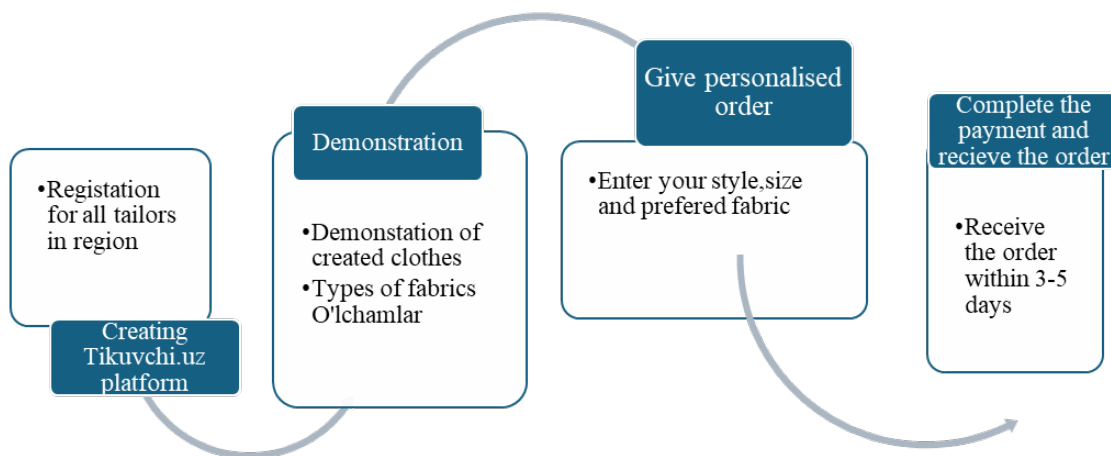 •Registation
for all tailors
in region
Creating
Tikuvchi.uz
platform
Demonstration
•Demonstation of
created clothes
•Types of fabrics
O'lchamlar
Give personalised
order
•Enter your style,size
and prefered fabric
Complete the
payment and
recieve the order
•Receive
the order
within 3-5
days